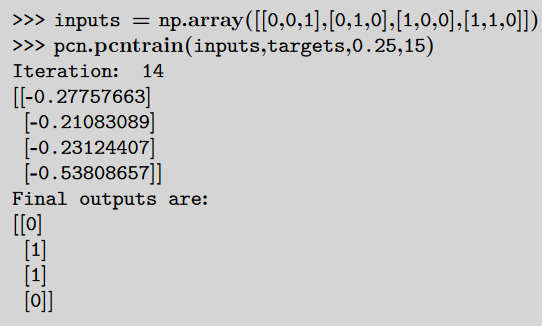 >>> inputs = np.array([[0,0,1],[0,1,0],[1,0,0],[1,1,0]])
>>> pcn.pcntrain(inputs,targets,0.25,15)
Iteration: 14
[[-0.27757663]
[-0.21083089]
[-0.23124407]
[-0.53808657]]
Final outputs are:
[[0]
[1]
[1]
[0]]